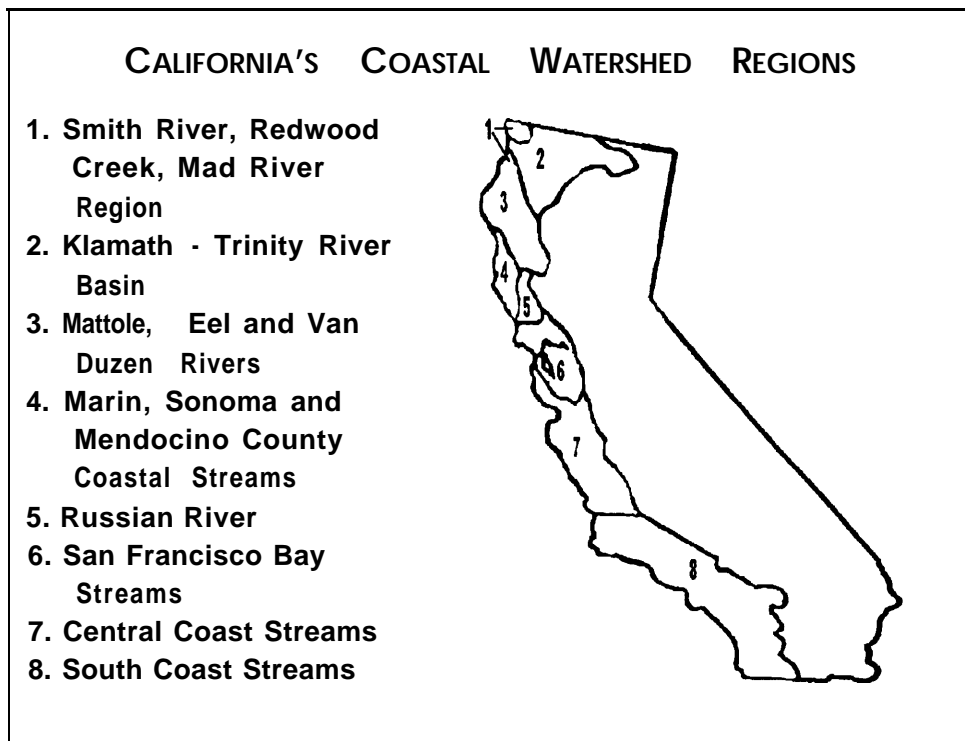 CALIFORNIA'S COASTAL WATERSHED REGIONS
1. Smith River, Redwood
Creek, Mad River
Region
2. Klamath - Trinity River
Basin
3. Mattole, Eel and Van
Duzen Rivers
4. Marin, Sonoma and
Mendocino County
Coastal Streams
5. Russian River
6. San Francisco Bay
Streams
7. Central Coast Streams
8. South Coast Streams
1
2
3
4
5
6
7
8